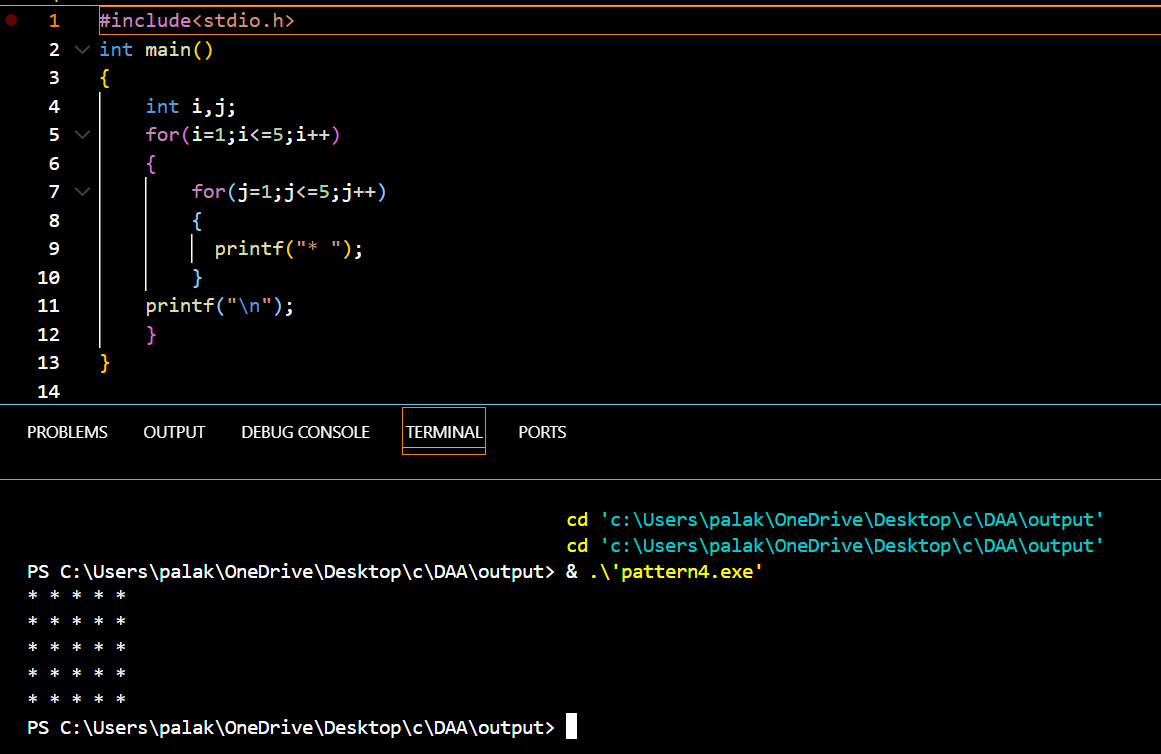 1 #include<stdio.h>
2 int main()
3 {
4     int i,j;
5     for(i=1;i<=5;i++)
6     {
7         for(j=1;j<=5;j++)
8         {
9           printf("* ");
10         }
11     printf("\n");
12     }
13 }
14
PROBLEMS OUTPUT DEBUG CONSOLE TERMINAL PORTS
cd 'c:\Users\palak\OneDrive\Desktop\c\DAA\output'
cd 'c:\Users\palak\OneDrive\Desktop\c\DAA\output'
PS C:\Users\palak\OneDrive\Desktop\c\DAA\output> & .\'pattern4.exe'
* * * * *
* * * * *
* * * * *
* * * * *
* * * * *
PS C:\Users\palak\OneDrive\Desktop\c\DAA\output>